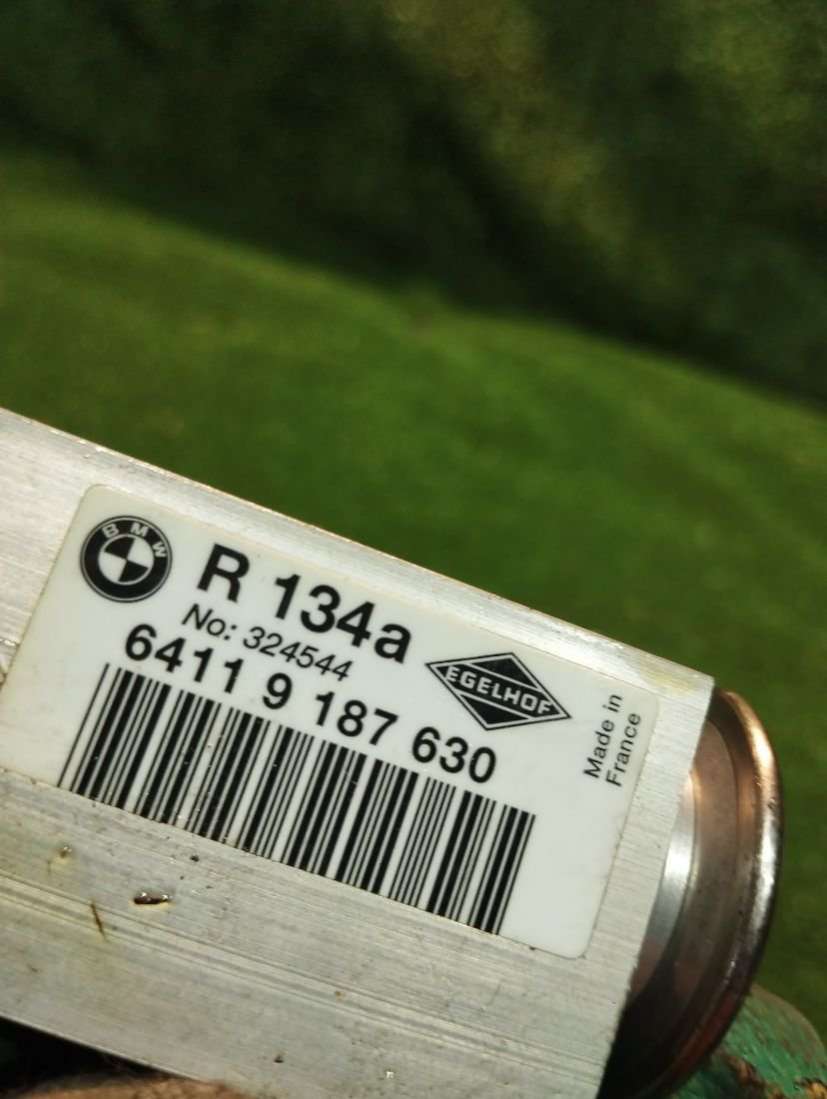 BMW
R 134a
No: 324544
6411 9 187 630
EGELHOF
Made in
France